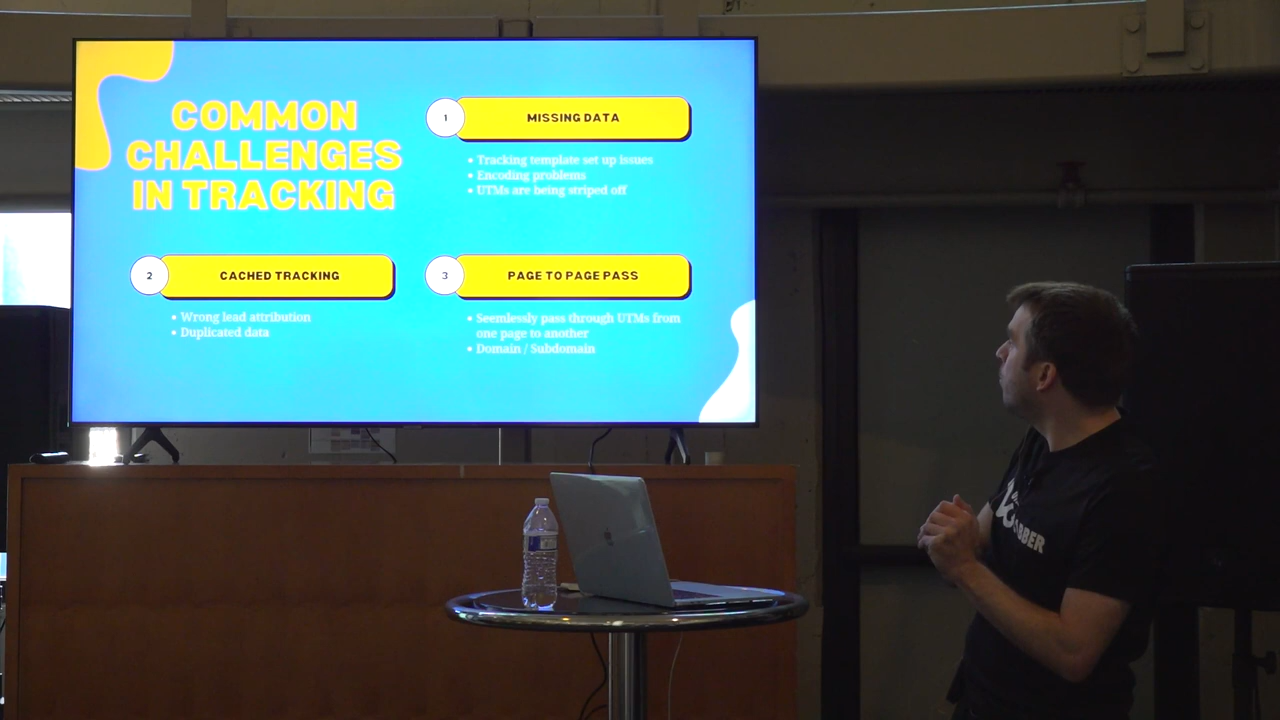 COMMON
CHALLENGES
IN TRACKING
1
MISSING DATA
• Tracking template set up issues
• Encoding problems
• UTMs are being striped off
2
CACHED TRACKING
• Wrong lead attribution
• Duplicated data
3
PAGE TO PAGE PASS
• Seemlessly pass through UTMs from
one page to another
• Domain / Subdomain